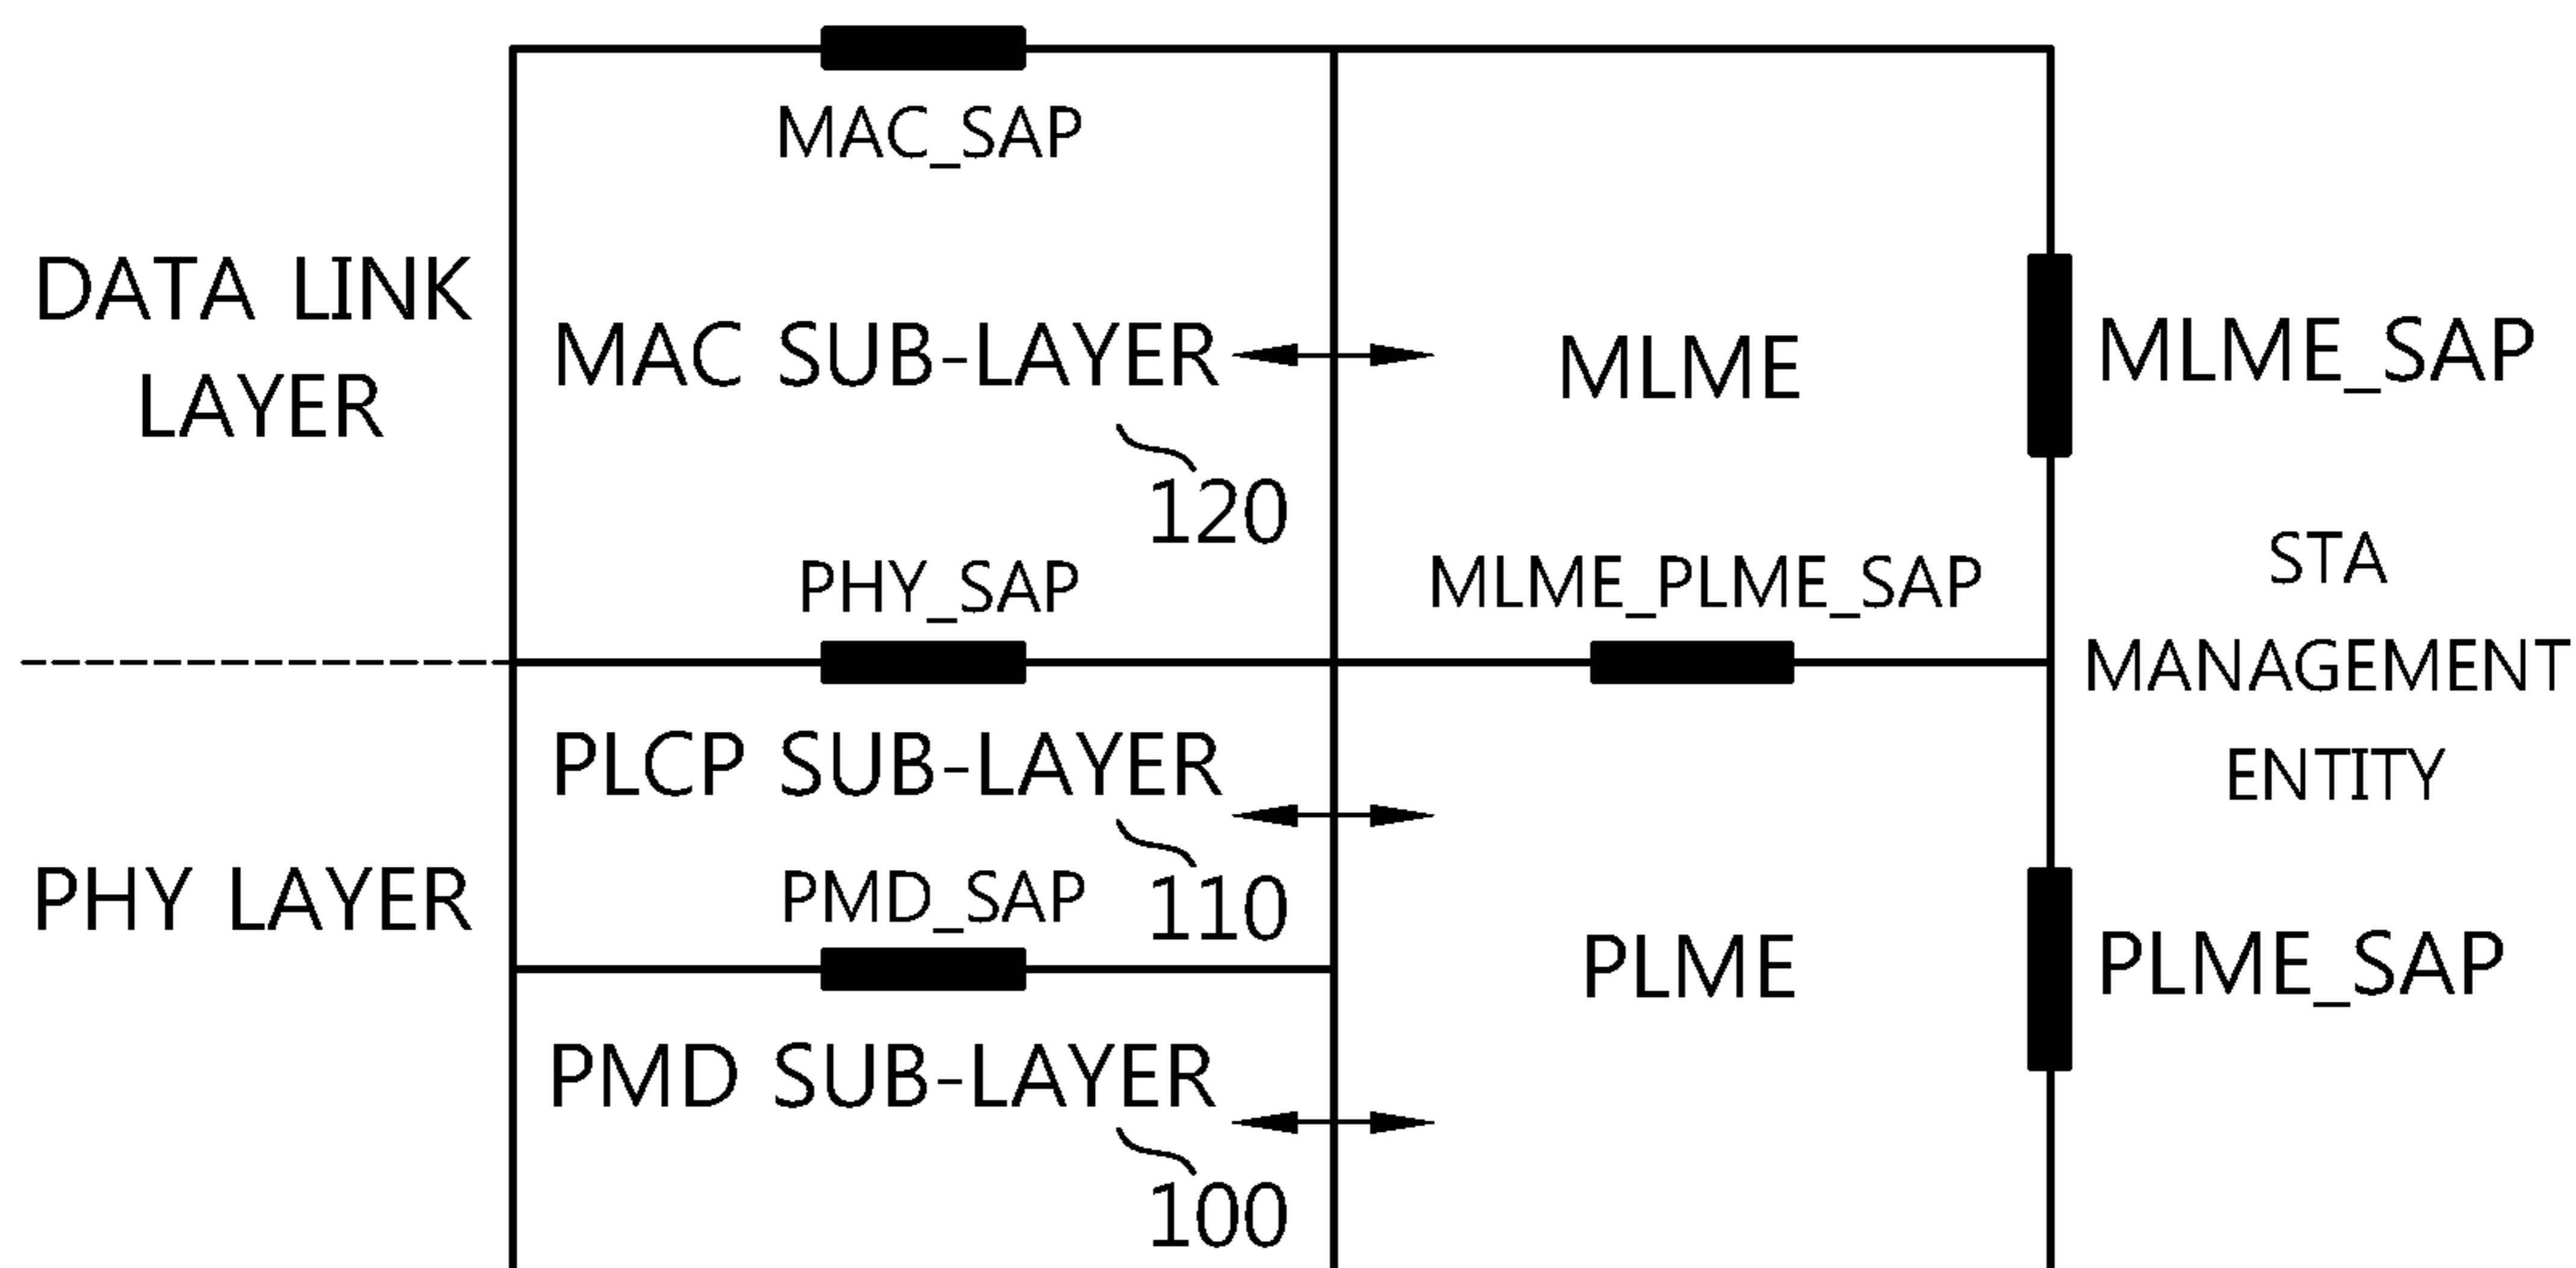 MAC_SAP
DATA LINK
LAYER
MAC SUB-LAYER
120
MLME
MLME_SAP
PHY_SAP
MLME_PLME_SAP
STA
MANAGEMENT
ENTITY
PLCP SUB-LAYER
110
PHY LAYER
PMD_SAP
PLME
PLME_SAP
PMD SUB-LAYER
100